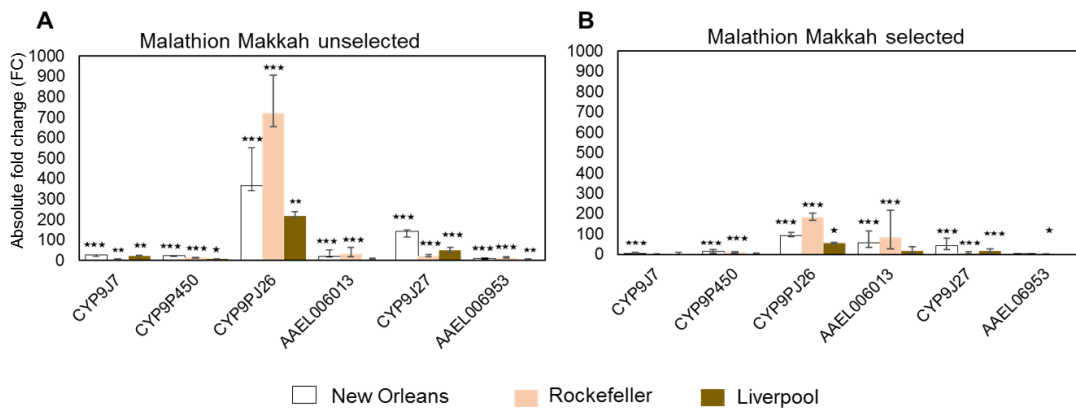 A
Malathion Makkah unselected
Absolute fold change (FC)
1000
900
800
700
600
500
400
300
200
100
0
★★★ ★★ ★★ ★★★ ★★★ ★ ★★★ ★★★ ★★ ★★★ ★★★ ★★★ ★★★ ★★★ ★★★ ★★★ ★★
CYP9J7
CYP9P450
CYP9PJ26
AAEL006013
CYP9J27
AAEL006953
B
Malathion Makkah selected
1000
900
800
700
600
500
400
300
200
100
0
★★★ ★★★ ★★★ ★★★ ★★★ ★ ★★★ ★★★ ★★★ ★★★ ★★★ ★
CYP9J7
CYP9P450
CYP9PJ26
AAEL006013
CYP9J27
AAEL06953
New Orleans
Rockefeller
Liverpool